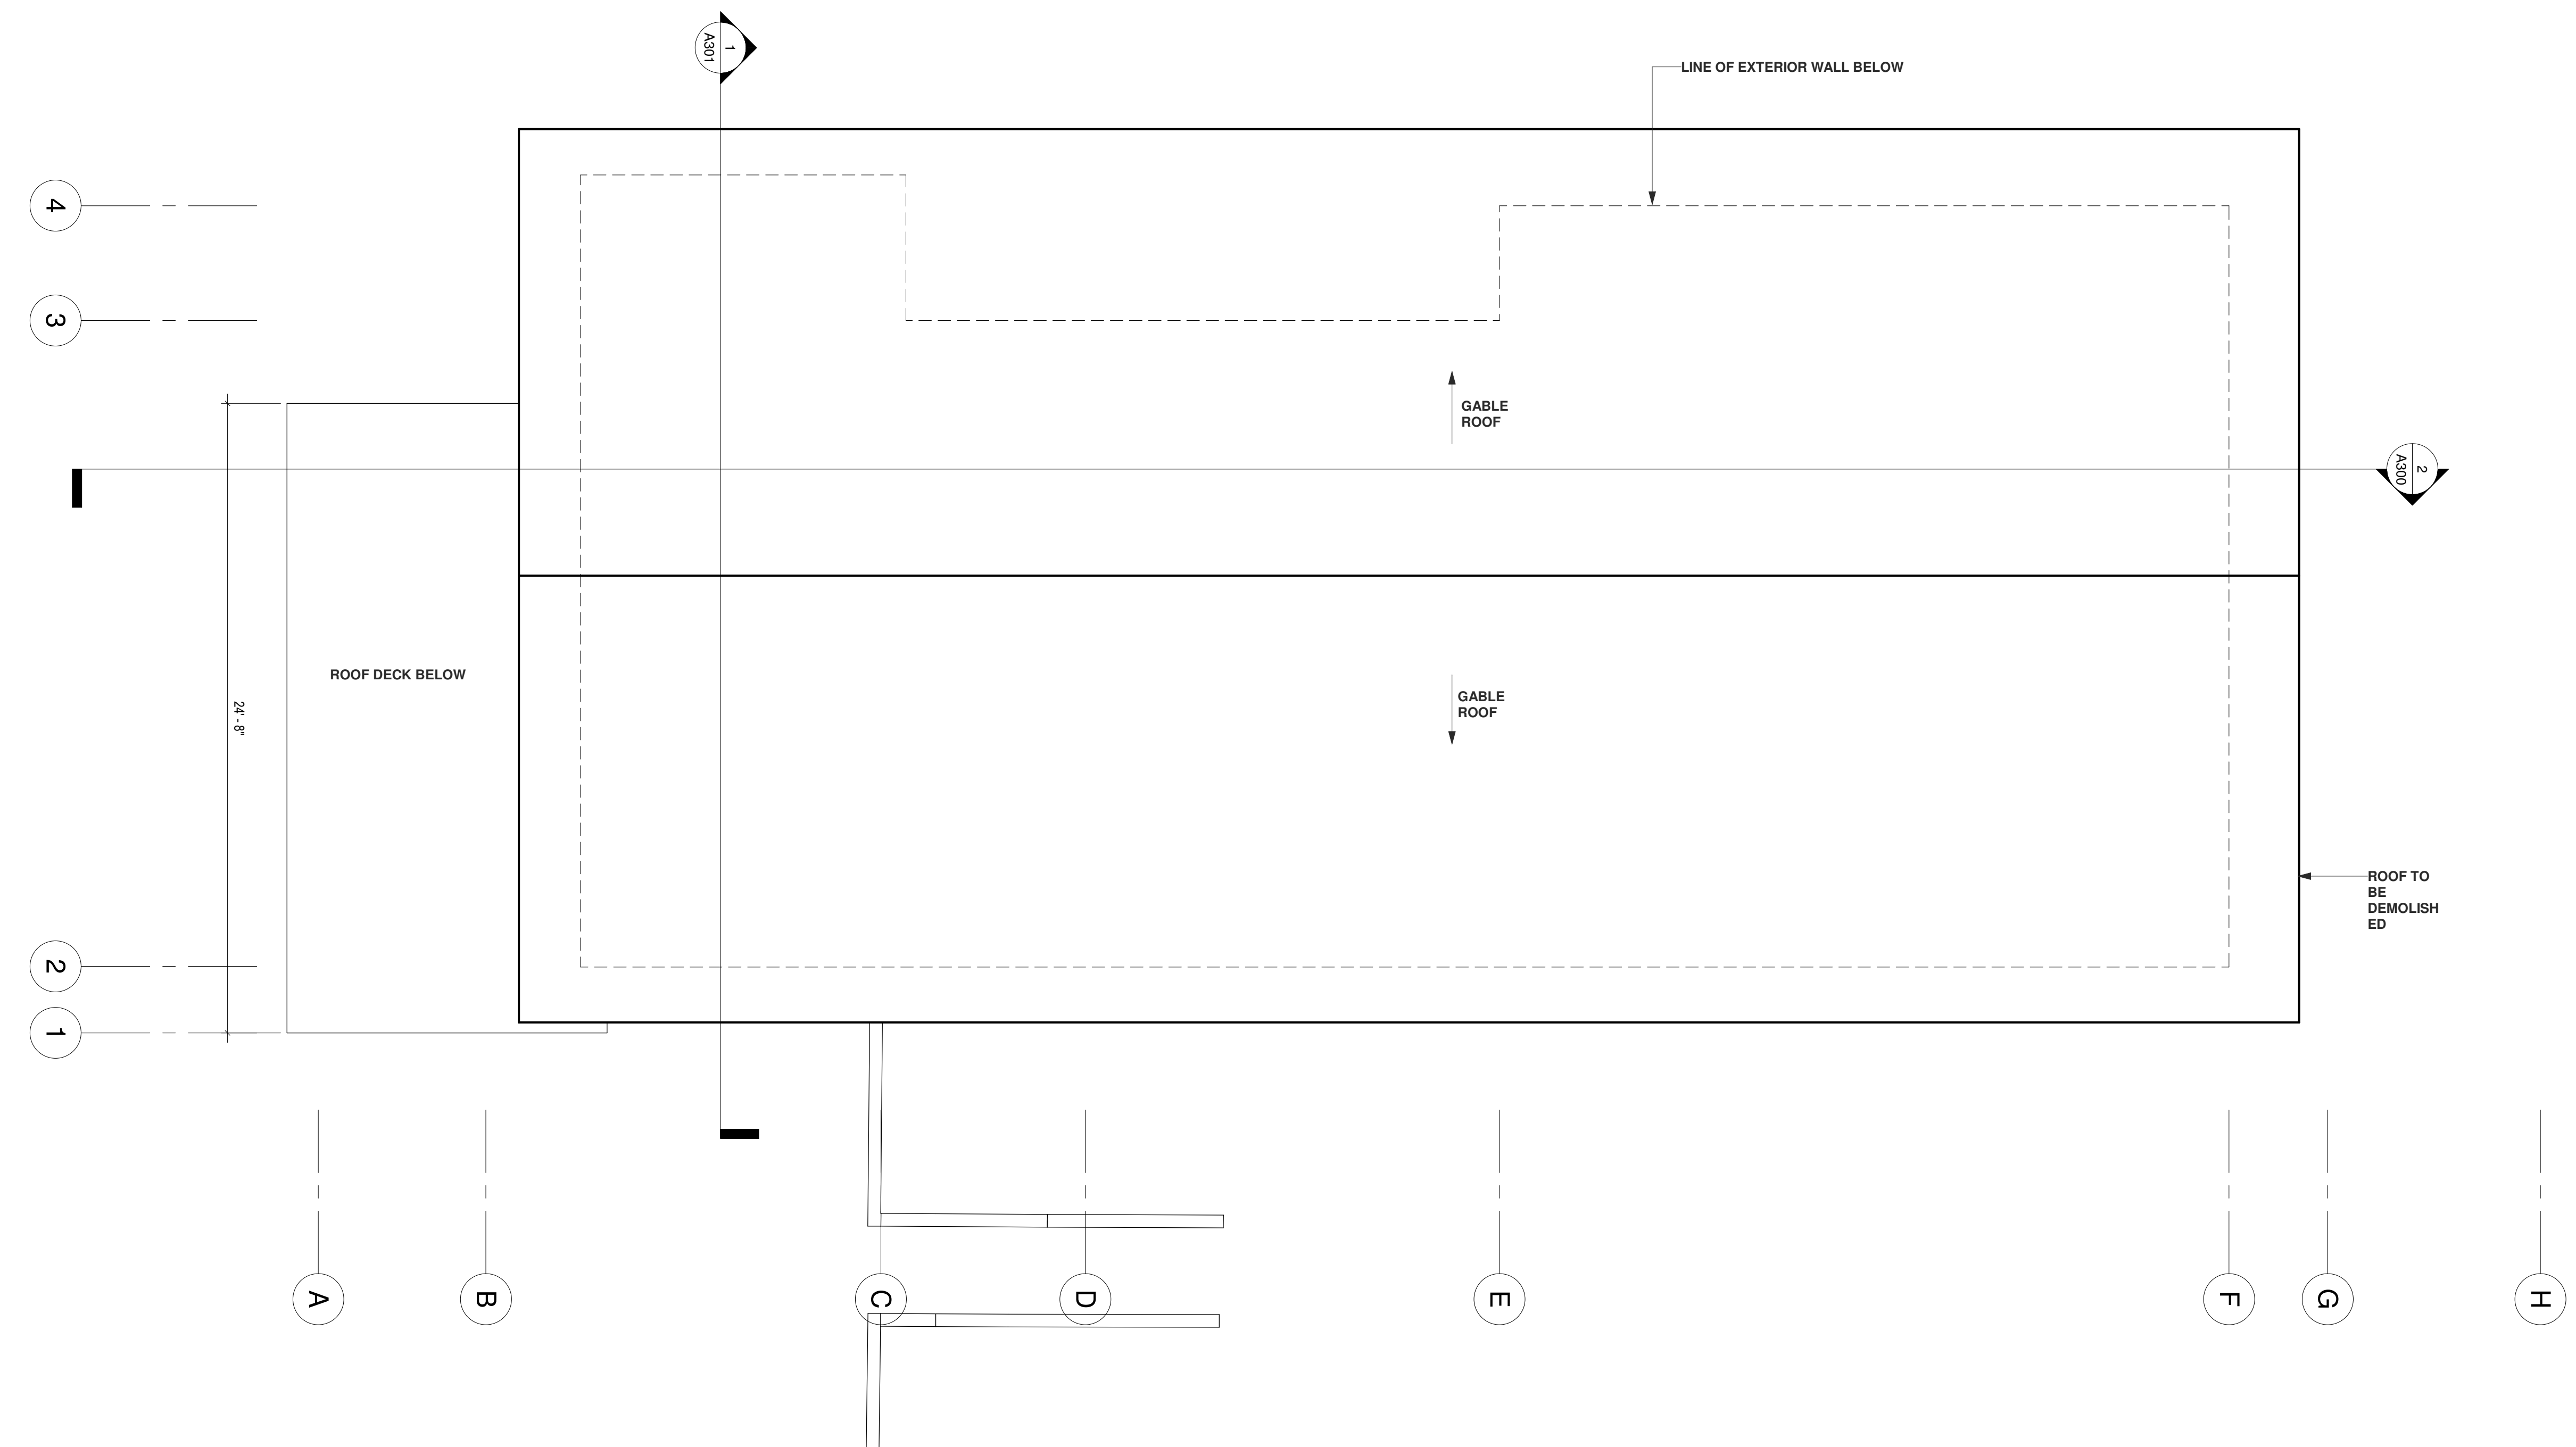 1
A301
LINE OF EXTERIOR WALL BELOW
4
3
GABLE
ROOF
2
A300
ROOF DECK BELOW
24' - 8"
GABLE
ROOF
ROOF TO
BE
DEMOLISH
ED
2
1
A
B
C
D
E
F
G
H